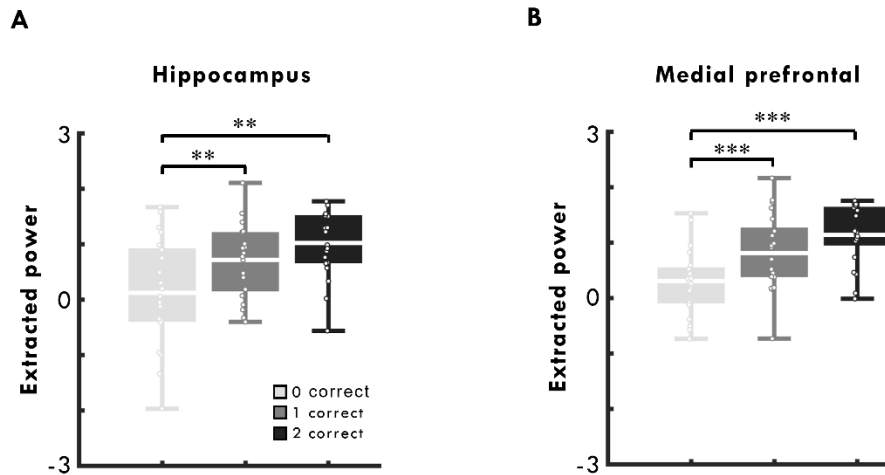 A
Hippocampus
3
**
**
Extracted power
0
-3
0 correct
1 correct
2 correct
B
Medial prefrontal
3
***
***
Extracted power
0
-3